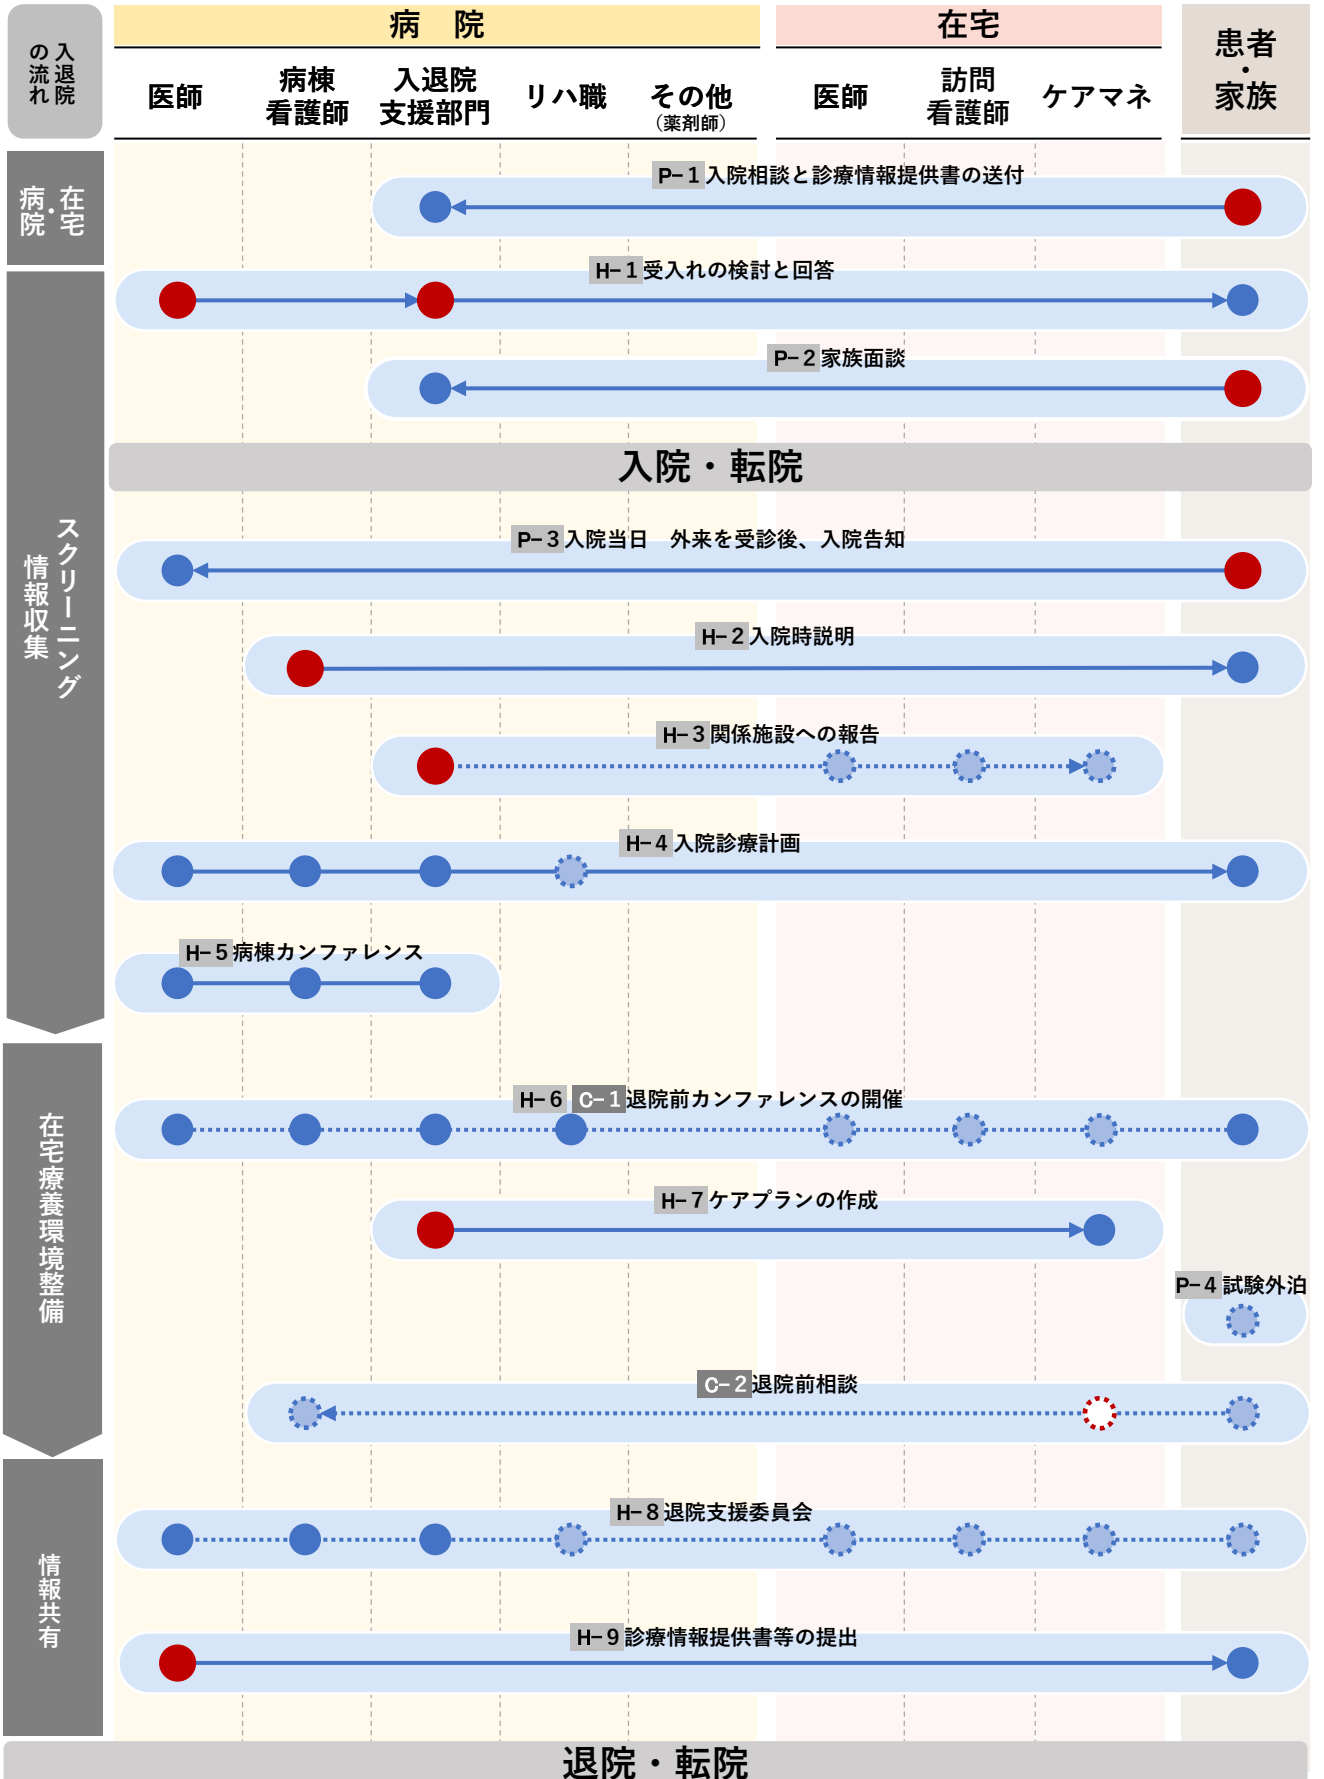 入退院
の流れ
病　院
在宅
患者
・
家族
医師
病棟
看護師
入退院
支援部門
リハ職
その他
（薬剤師）
医師
訪問
看護師
ケアマネ
在宅・
病院
P−１入院相談と診療情報提供書の送付
スクリーニング
情報収集
H−１受入れの検討と回答
P−２家族面談
入院・転院
P−３入院当日　外来を受診後、入院告知
H−２入院時説明
H−３関係施設への報告
H−４入院診療計画
H−５病棟カンファレンス
在宅療養環境整備
H−６ C−１退院前カンファレンスの開催
H−７ケアプランの作成
P−４試験外泊
C−２退院前相談
情報共有
H−８退院支援委員会
H−９診療情報提供書等の提出
退院・転院